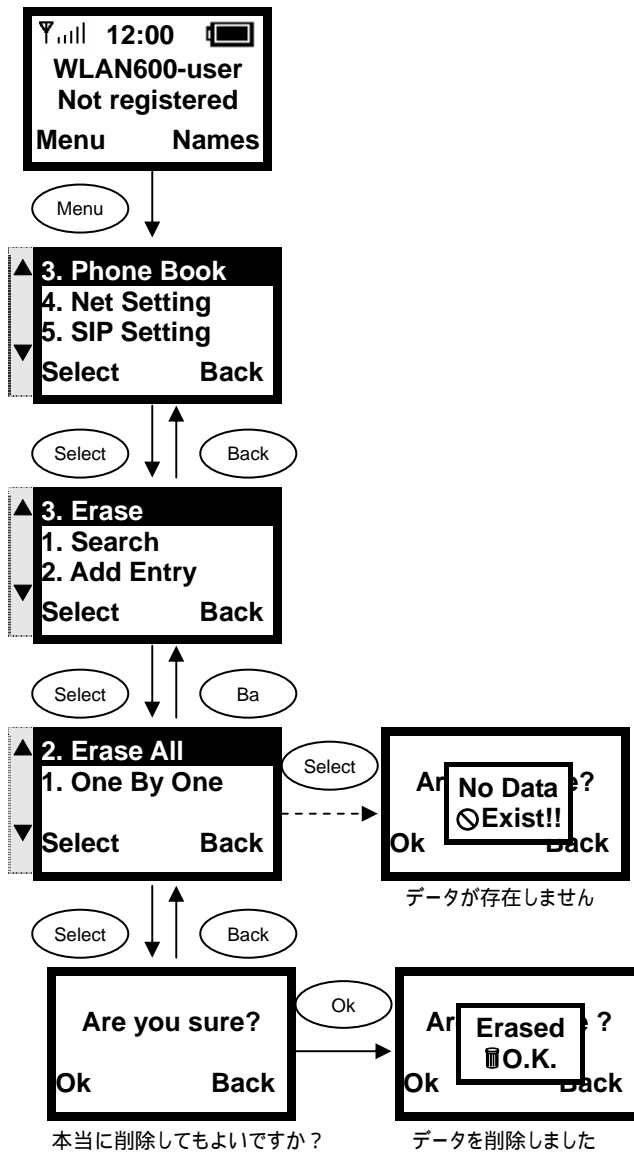 12:00
WLAN600-user
Not registered
Menu Names
Menu
3. Phone Book
4. Net Setting
5. SIP Setting
Select Back
Select Back
3. Erase
1. Search
2. Add Entry
Select Back
Select Ba
2. Erase All
1. One By One
Select Back
Select
Ar e?
No Data
Exist!!
Ok Back
データが存在しません
Select Back
Are you sure?
Ok Back
本当に削除してもよいですか？
Ok
Ar ?
Erased
O.K.
Ok Back
データを削除しました